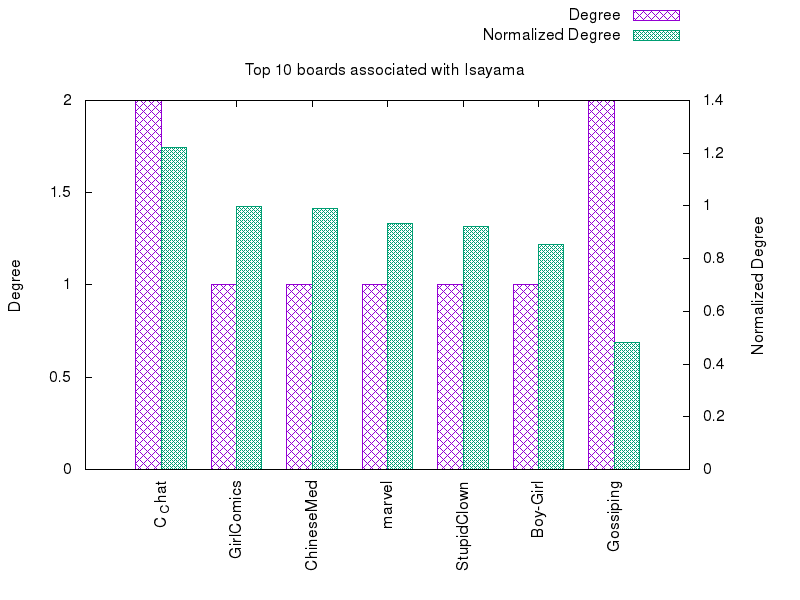 Degree
Normalized Degree
Top 10 boards associated with Isayama
2
1.5
1
0.5
0
1.4
1.2
1
0.8
0.6
0.4
0.2
0
Degree
Normalized Degree
C_Chat
GirlComics
ChineseMed
marvel
StupidClown
Boy-Girl
Gossiping